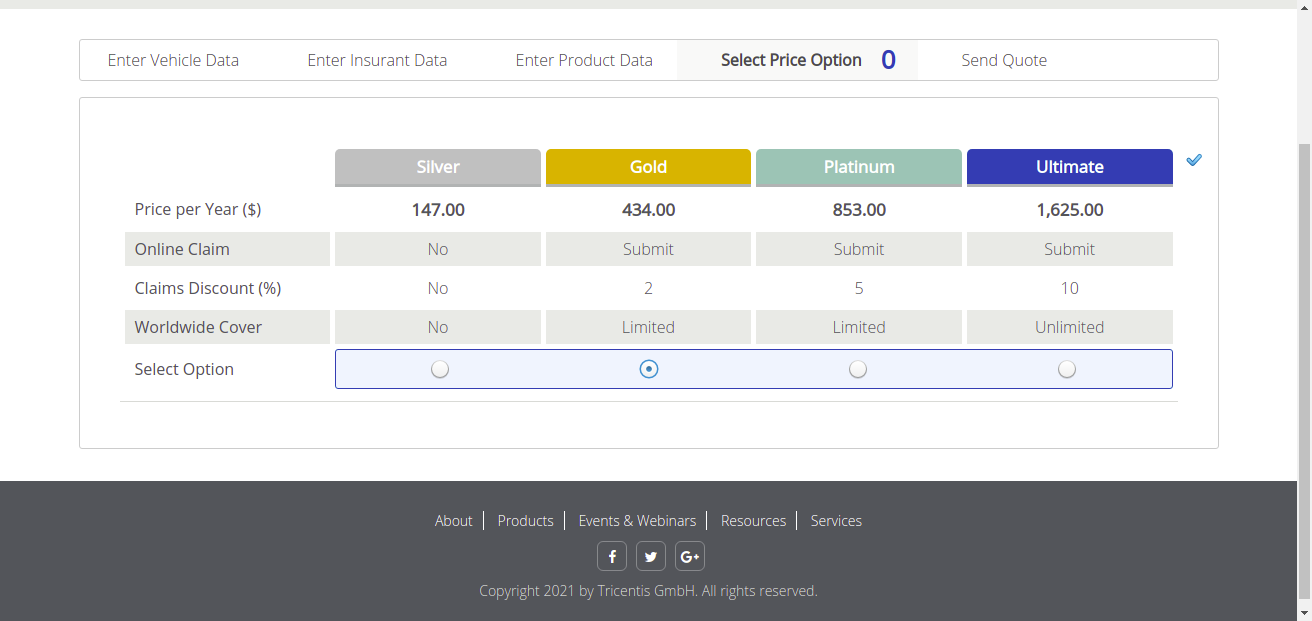 Enter Vehicle Data Enter Insurant Data Enter Product Data Select Price Option 0 Send Quote
Silver Gold Platinum Ultimate
Price per Year ($) 147.00 434.00 853.00 1,625.00
Online Claim No Submit Submit Submit
Claims Discount (%) No 2 5 10
Worldwide Cover No Limited Limited Unlimited
Select Option
About Products Events & Webinars Resources Services
f G+
Copyright 2021 by Tricentis GmbH. All rights reserved.